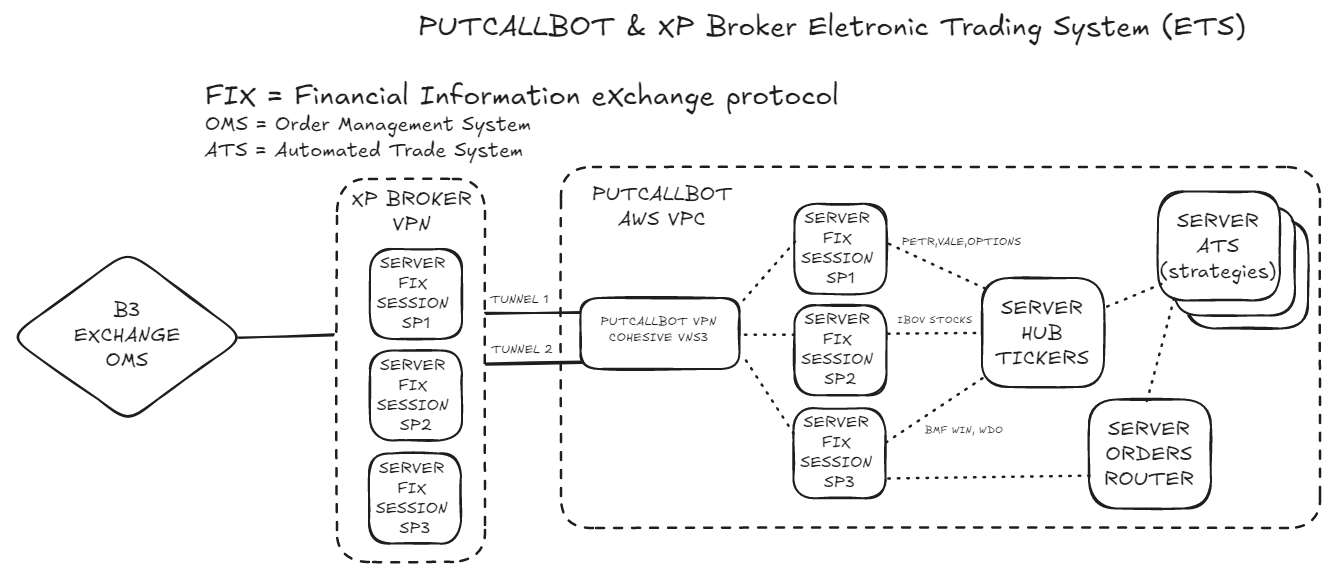 PUTCALLBOT & XP Broker Eletronic Trading System (ETS)
FIX = Financial Information eXchange protocol
OMS = Order Management System
ATS = Automated Trade System
B3
EXCHANGE
OMS
XP BROKER
VPN
SERVER
FIX
SESSION
SP1
SERVER
FIX
SESSION
SP2
SERVER
FIX
SESSION
SP3
TUNNEL 1
TUNNEL 2
PUTCALLBOT
AWS VPC
PUTCALLBOT VPN
COHESIVE VNS3
SERVER
FIX
SESSION
SP1
SERVER
FIX
SESSION
SP2
SERVER
FIX
SESSION
SP3
PETR,VALE,OPTIONS
IBOV STOCKS
BMF WIN, WDO
SERVER
HUB
TICKERS
SERVER
ATS
(strategies)
SERVER
ORDERS
ROUTER